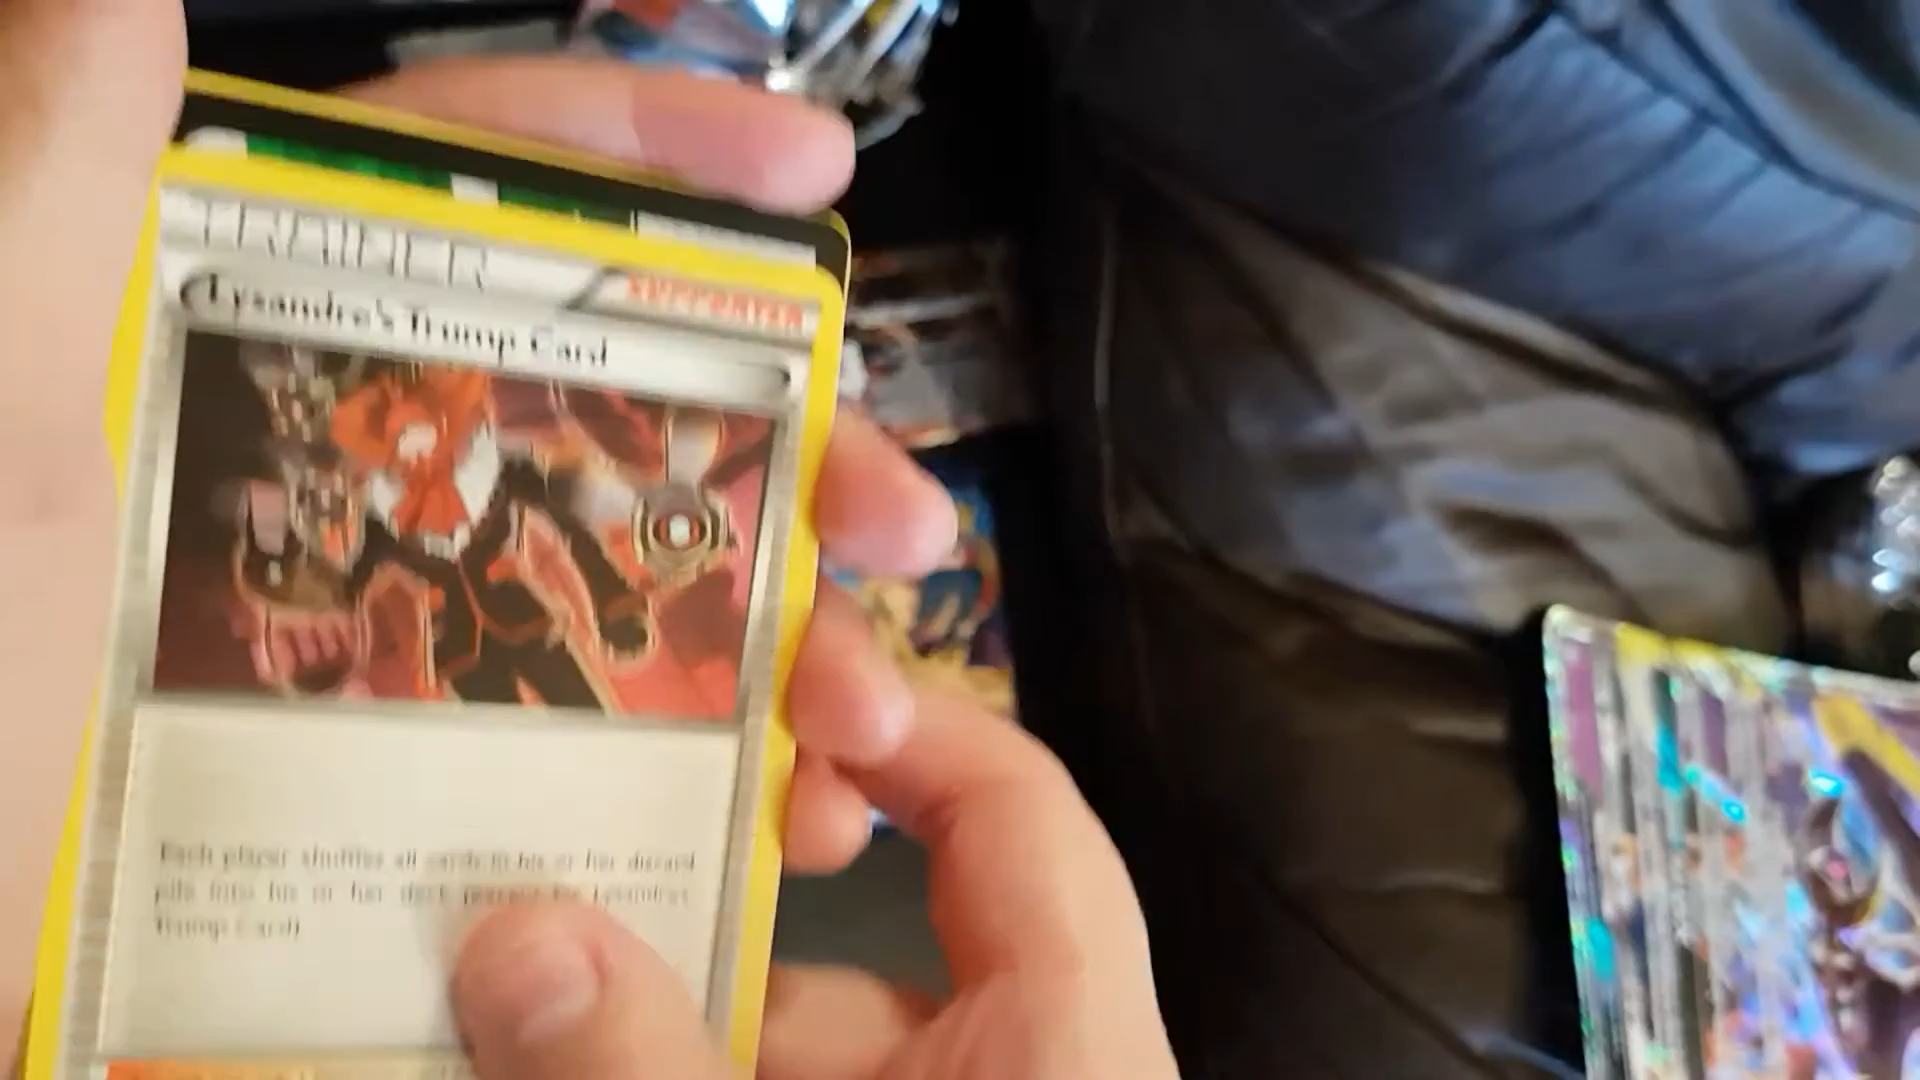 TRAINER
SUPPORTER
Lysandre's Trump Card
Each player shuffles all cards in his or her discard
pile into his or her deck (except for Lysandre's
Trump Card)